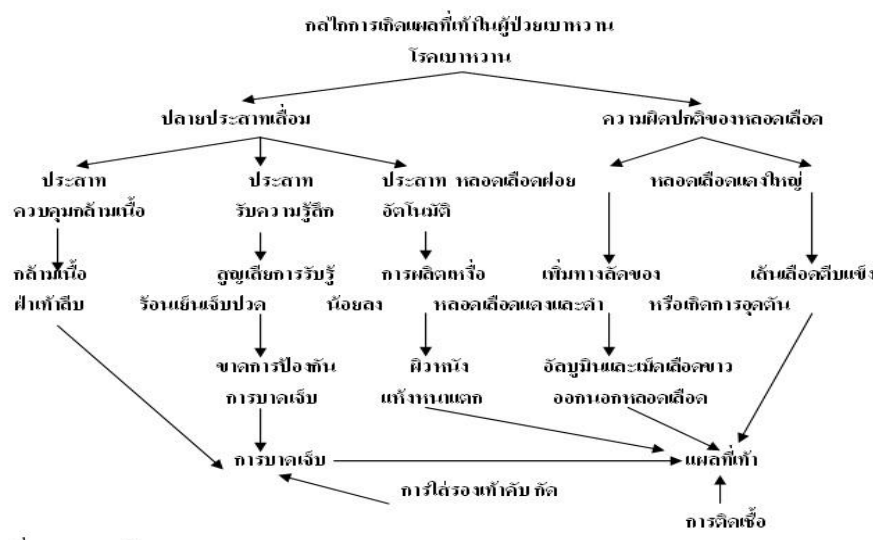 กลไกการเกิดแผลที่เท้าในผู้ป่วยเบาหวาน
โรคเบาหวาน
ปลายประสาทเสื่อม ความผิดปกติของหลอดเลือด
ประสาท ประสาท ประสาท หลอดเลือดฝอย หลอดเลือดแดงใหญ่
ควบคุมกล้ามเนื้อ รับความรู้สึก อัตโนมัติ
กล้ามเนื้อ สูญเสียการรับรู้ การผลิตเหงื่อ เพิ่มทางลัดของ เส้นเลือดตีบแข็ง
ฝ่าเท้าลีบ ร้อนเย็นเจ็บปวด น้อยลง หลอดเลือดแดงและดำ หรือเกิดการอุดตัน
ขาดการป้องกัน ผิวหนัง อัลบูมินและเม็ดเลือดขาว
การบาดเจ็บ แห้งหนาแตก ออกนอกหลอดเลือด
การบาดเจ็บ แผลที่เท้า
การใส่รองเท้าคับ กัด
การติดเชื้อ